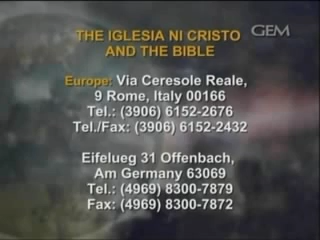 THE IGLESIA NI CRISTO
AND THE BIBLE
GEM
Europe: Via Ceresole Reale,
9 Rome, Italy 00166
Tel.: (3906) 6152-2676
Tel./Fax: (3906) 6152-2432
Eifelueg 31 Offenbach,
Am Germany 63069
Tel.: (4969) 8300-7879
Fax: (4969) 8300-7872